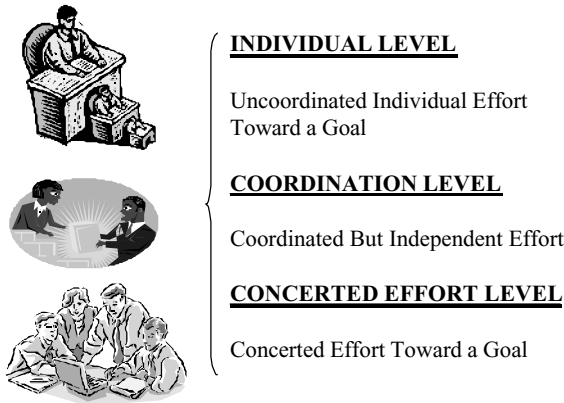 INDIVIDUAL LEVEL
Uncoordinated Individual Effort
Toward a Goal
COORDINATION LEVEL
Coordinated But Independent Effort
CONCERTED EFFORT LEVEL
Concerted Effort Toward a Goal